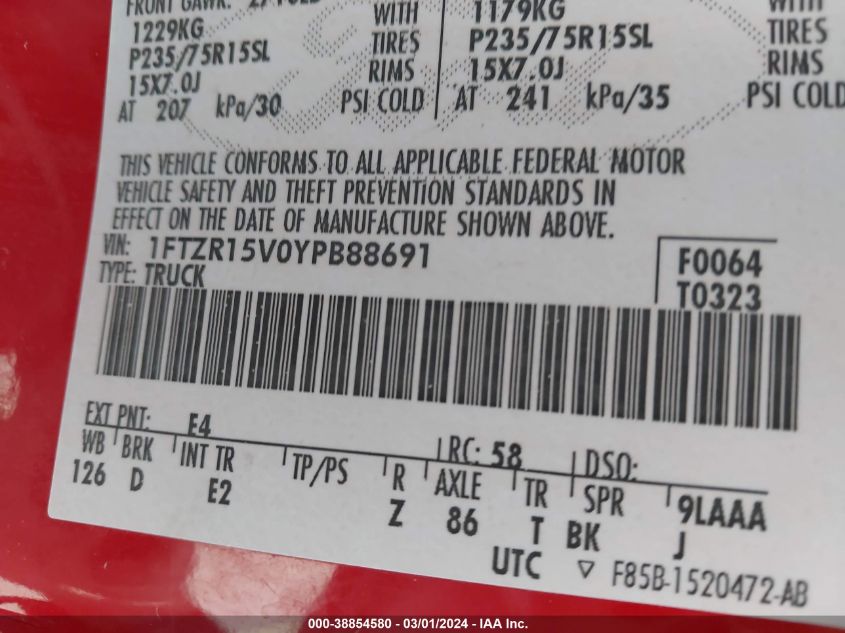 FRONT GAWR:
1229KG WITH 1179KG WITH
P235/75R15SL TIRES P235/75R15SL TIRES
15X7.0J RIMS 15X7.0J RIMS
AT 207 kPa/30 PSI COLD AT 241 kPa/35 PSI COLD
THIS VEHICLE CONFORMS TO ALL APPLICABLE FEDERAL MOTOR
VEHICLE SAFETY AND THEFT PREVENTION STANDARDS IN
EFFECT ON THE DATE OF MANUFACTURE SHOWN ABOVE.
VIN: 1FTZR15V0YPB88691 F0064
TYPE: TRUCK T0323
EXT PNT: E4 RC: 58 DSO:
WB BRK INT TR TP/PS R AXLE TR SPR 9LAAA
126 D E2 Z 86 T BK J
UTC ▽ F85B-1520472-AB
000-38854580 - 03/01/2024 - IAA Inc.